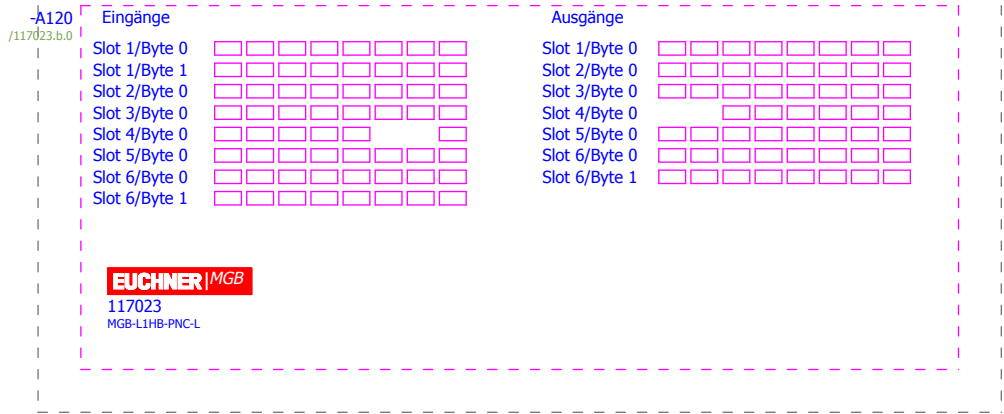 -A120
/117023.b.0
Eingänge
Slot 1/Byte 0
Slot 1/Byte 1
Slot 2/Byte 0
Slot 3/Byte 0
Slot 4/Byte 0
Slot 5/Byte 0
Slot 6/Byte 0
Slot 6/Byte 1
Ausgänge
Slot 1/Byte 0
Slot 2/Byte 0
Slot 3/Byte 0
Slot 4/Byte 0
Slot 5/Byte 0
Slot 6/Byte 0
Slot 6/Byte 1
EUCHNER|MGB
117023
MGB-L1HB-PNC-L